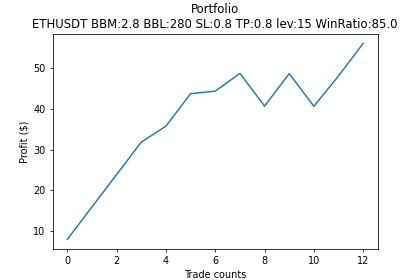 Portfolio
ETHUSDT BBM:2.8 BBL:280 SL:0.8 TP:0.8 lev:15 WinRatio:85.0
Profit ($)
50
40
30
20
10
0 2 4 6 8 10 12
Trade counts